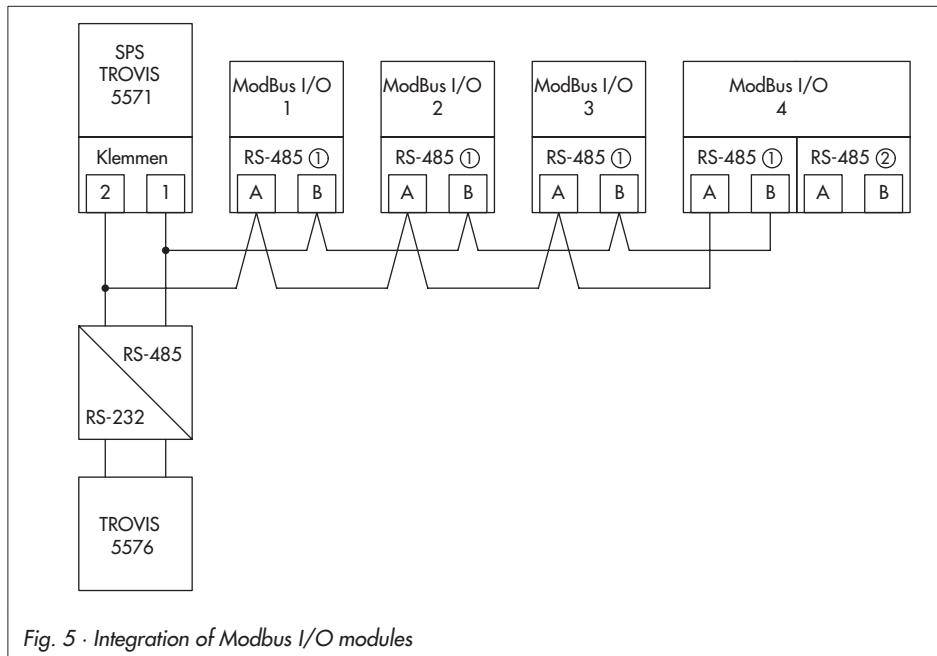 SPS
TROVIS
5571
Klemmen
2 1
ModBus I/O
1
RS-485 ①
A B
ModBus I/O
2
RS-485 ①
A B
ModBus I/O
3
RS-485 ①
A B
ModBus I/O
4
RS-485 ① RS-485 ②
A B A B
RS-485
RS-232
TROVIS
5576
Fig. 5 · Integration of Modbus I/O modules